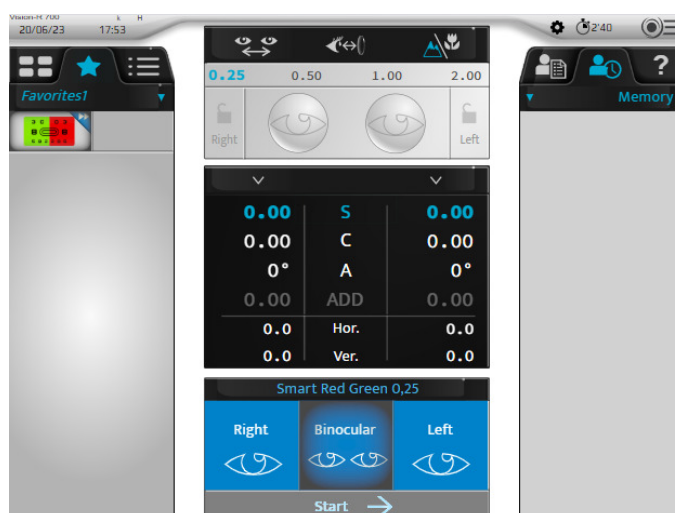 Vision-R 700 L H
20/06/23 17:53 2'40
Favorites1
0.25 0.50 1.00 2.00
Right Left
?
Memory
0.00 S 0.00
0.00 C 0.00
0° A 0°
0.00 ADD 0.00
0.0 Hor. 0.0
0.0 Ver. 0.0
Smart Red Green 0,25
Right Binocular Left
Start